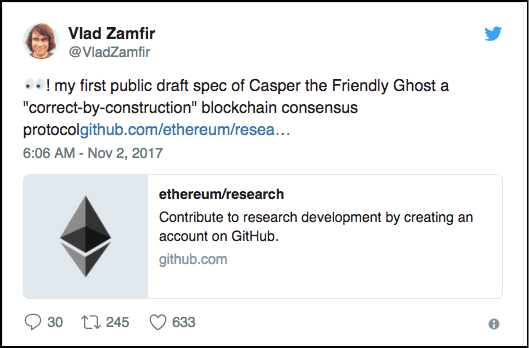 Vlad Zamfir
@VladZamfir
👀! my first public draft spec of Casper the Friendly Ghost a
"correct-by-construction" blockchain consensus
protocolgithub.com/ethereum/resea…
6:06 AM - Nov 2, 2017
ethereum/research
Contribute to research development by creating an
account on GitHub.
github.com
30 245 633